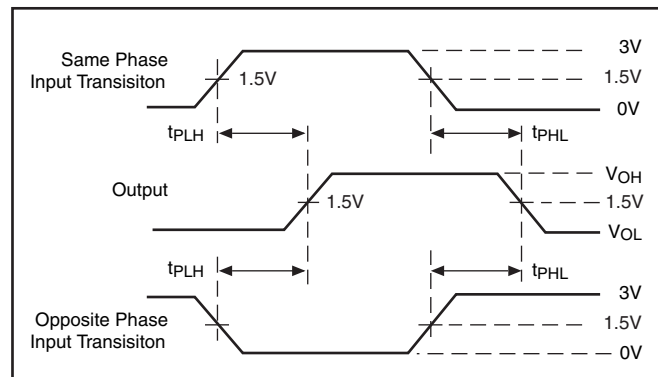 Same Phase
Input Transisiton
1.5V
3V
1.5V
0V
tPLH
tPHL
Output
1.5V
VOH
1.5V
VOL
tPLH
tPHL
Opposite Phase
Input Transisiton
3V
1.5V
0V